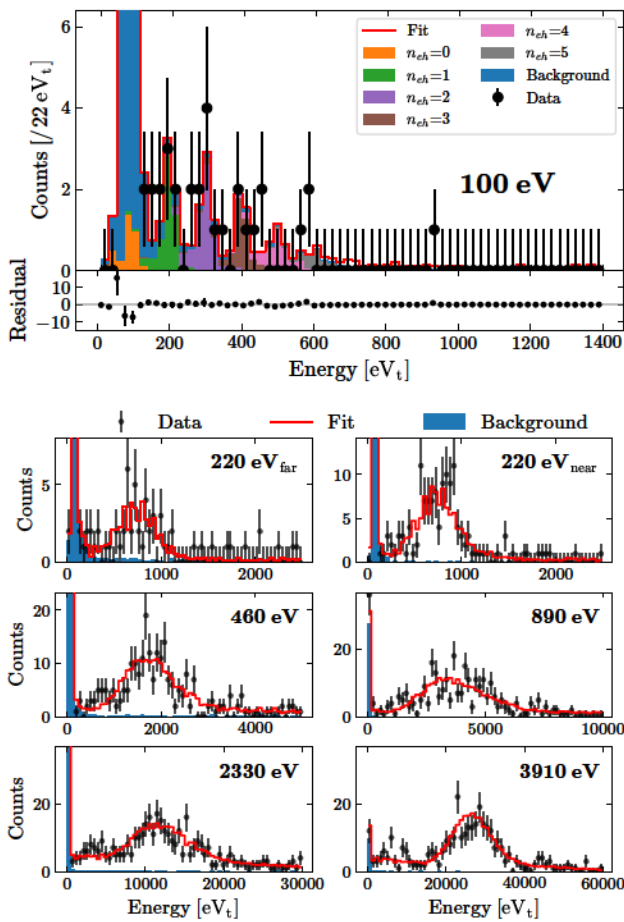 Fit
n_eh=0
n_eh=1
n_eh=2
n_eh=3
n_eh=4
n_eh=5
Background
Data
100 eV
Counts [/22 eV_t]
6
4
2
0
Residual
10
0
−10
0 200 400 600 800 1000 1200 1400
Energy [eV_t]
Data Fit Background
220 eV_far
Counts
5
0
0 1000 2000
220 eV_near
10
5
0
0 1000 2000
460 eV
Counts
20
10
0
0 2000 4000
890 eV
20
0
0 5000 10000
2330 eV
Counts
20
0
0 10000 20000 30000
Energy [eV_t]
3910 eV
20
0
0 20000 40000 60000
Energy [eV_t]